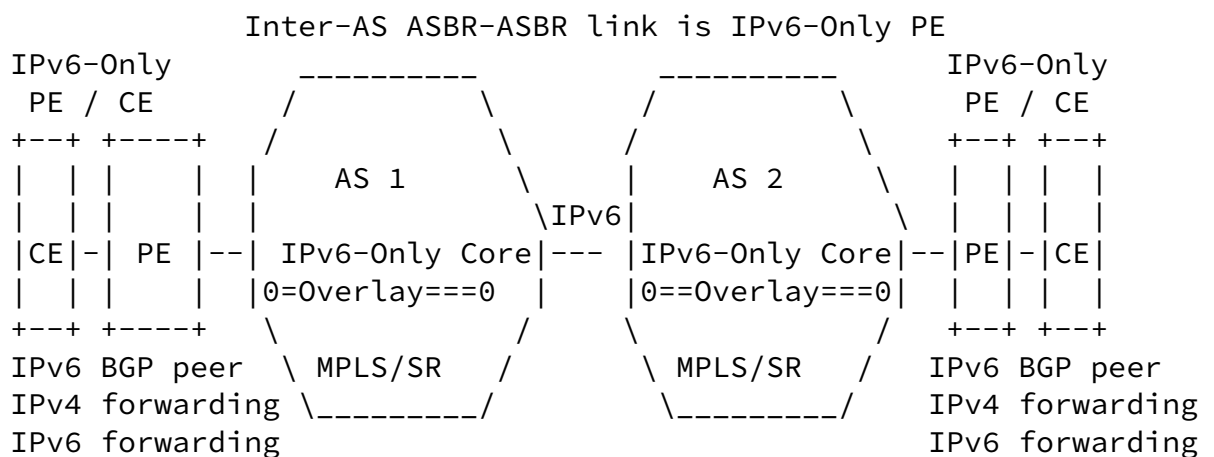 Inter-AS ASBR-ASBR link is IPv6-Only PE
IPv6-Only IPv6-Only
PE / CE PE / CE
AS 1 AS 2
IPv6
CE PE IPv6-Only Core IPv6-Only Core PE CE
0=Overlay===0 0==Overlay===0
IPv6 BGP peer MPLS/SR MPLS/SR IPv6 BGP peer
IPv4 forwarding IPv4 forwarding
IPv6 forwarding IPv6 forwarding